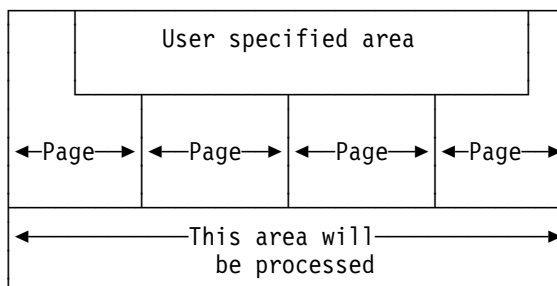 User specified area
Page Page Page Page
This area will
be processed